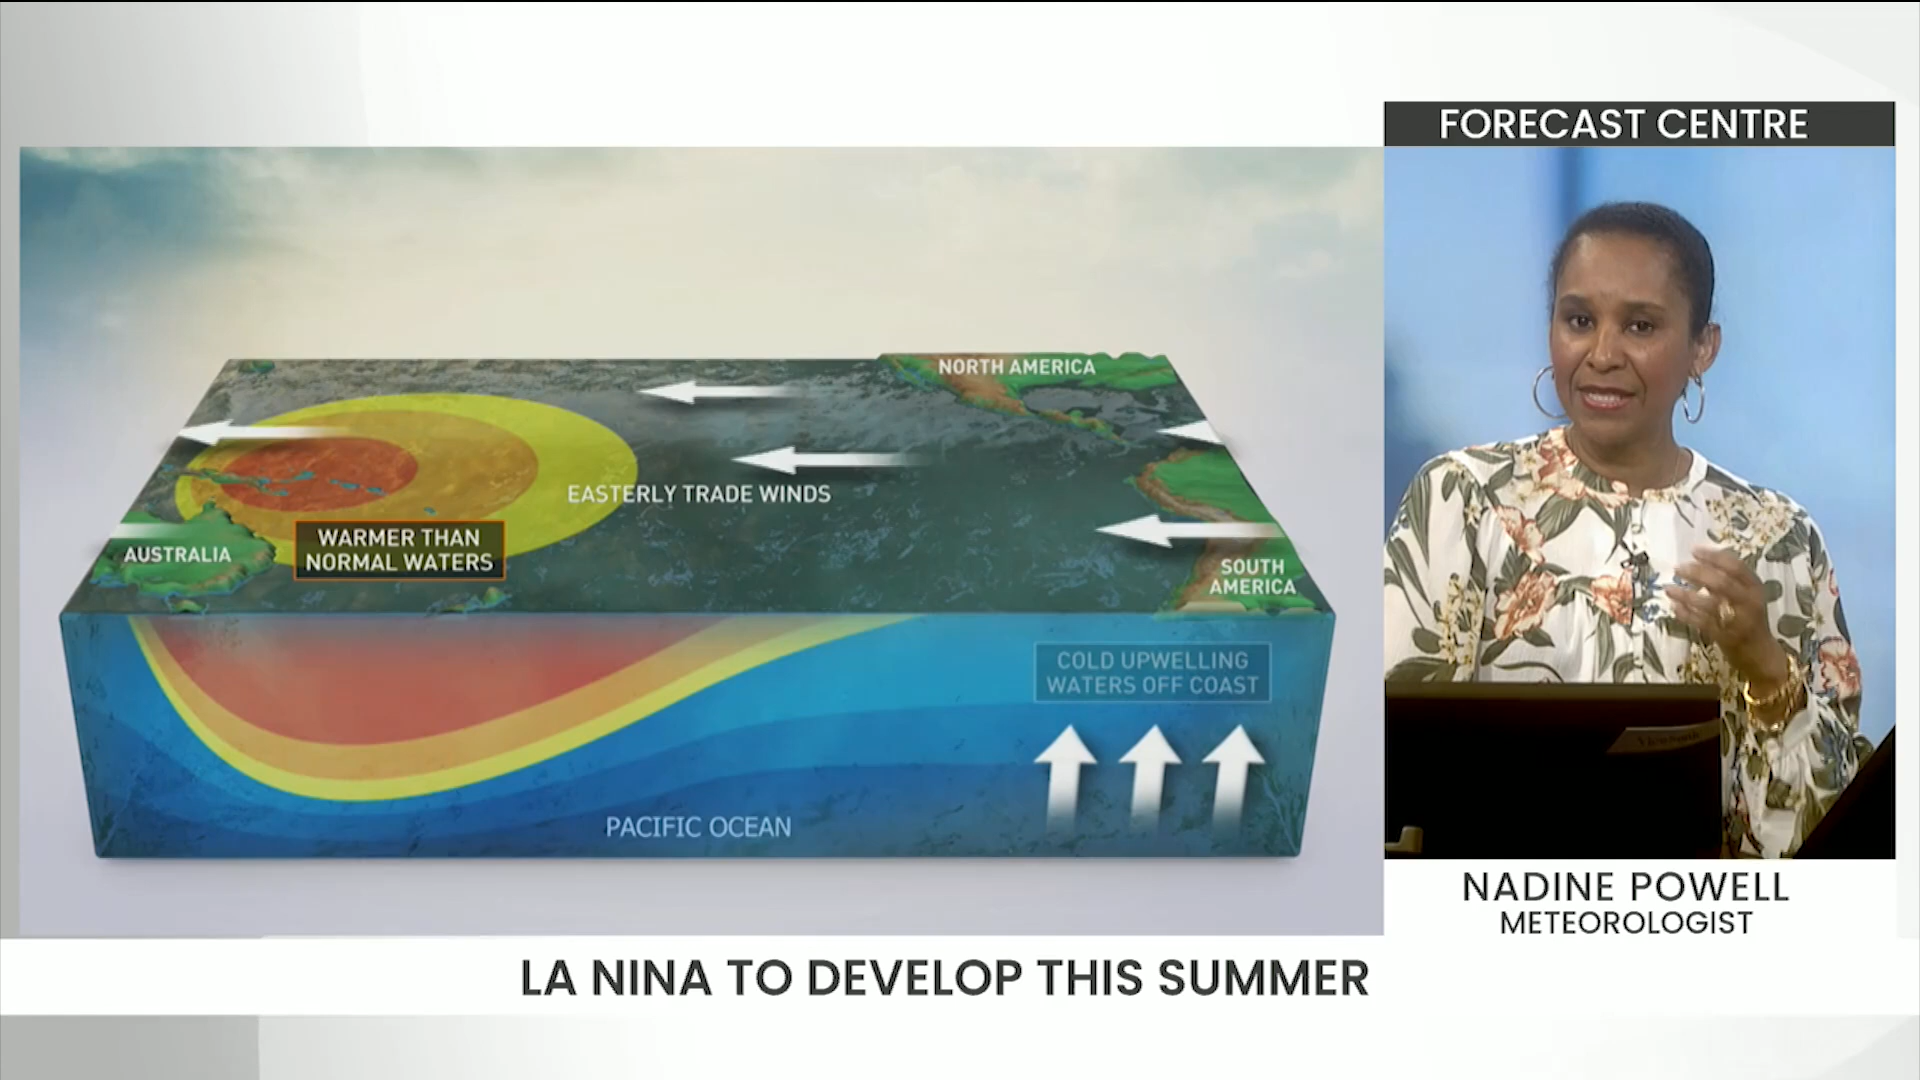 FORECAST CENTRE
NORTH AMERICA
EASTERLY TRADE WINDS
WARMER THAN
NORMAL WATERS
AUSTRALIA
SOUTH
AMERICA
COLD UPWELLING
WATERS OFF COAST
PACIFIC OCEAN
ViewSonic
NADINE POWELL
METEOROLOGIST
LA NINA TO DEVELOP THIS SUMMER